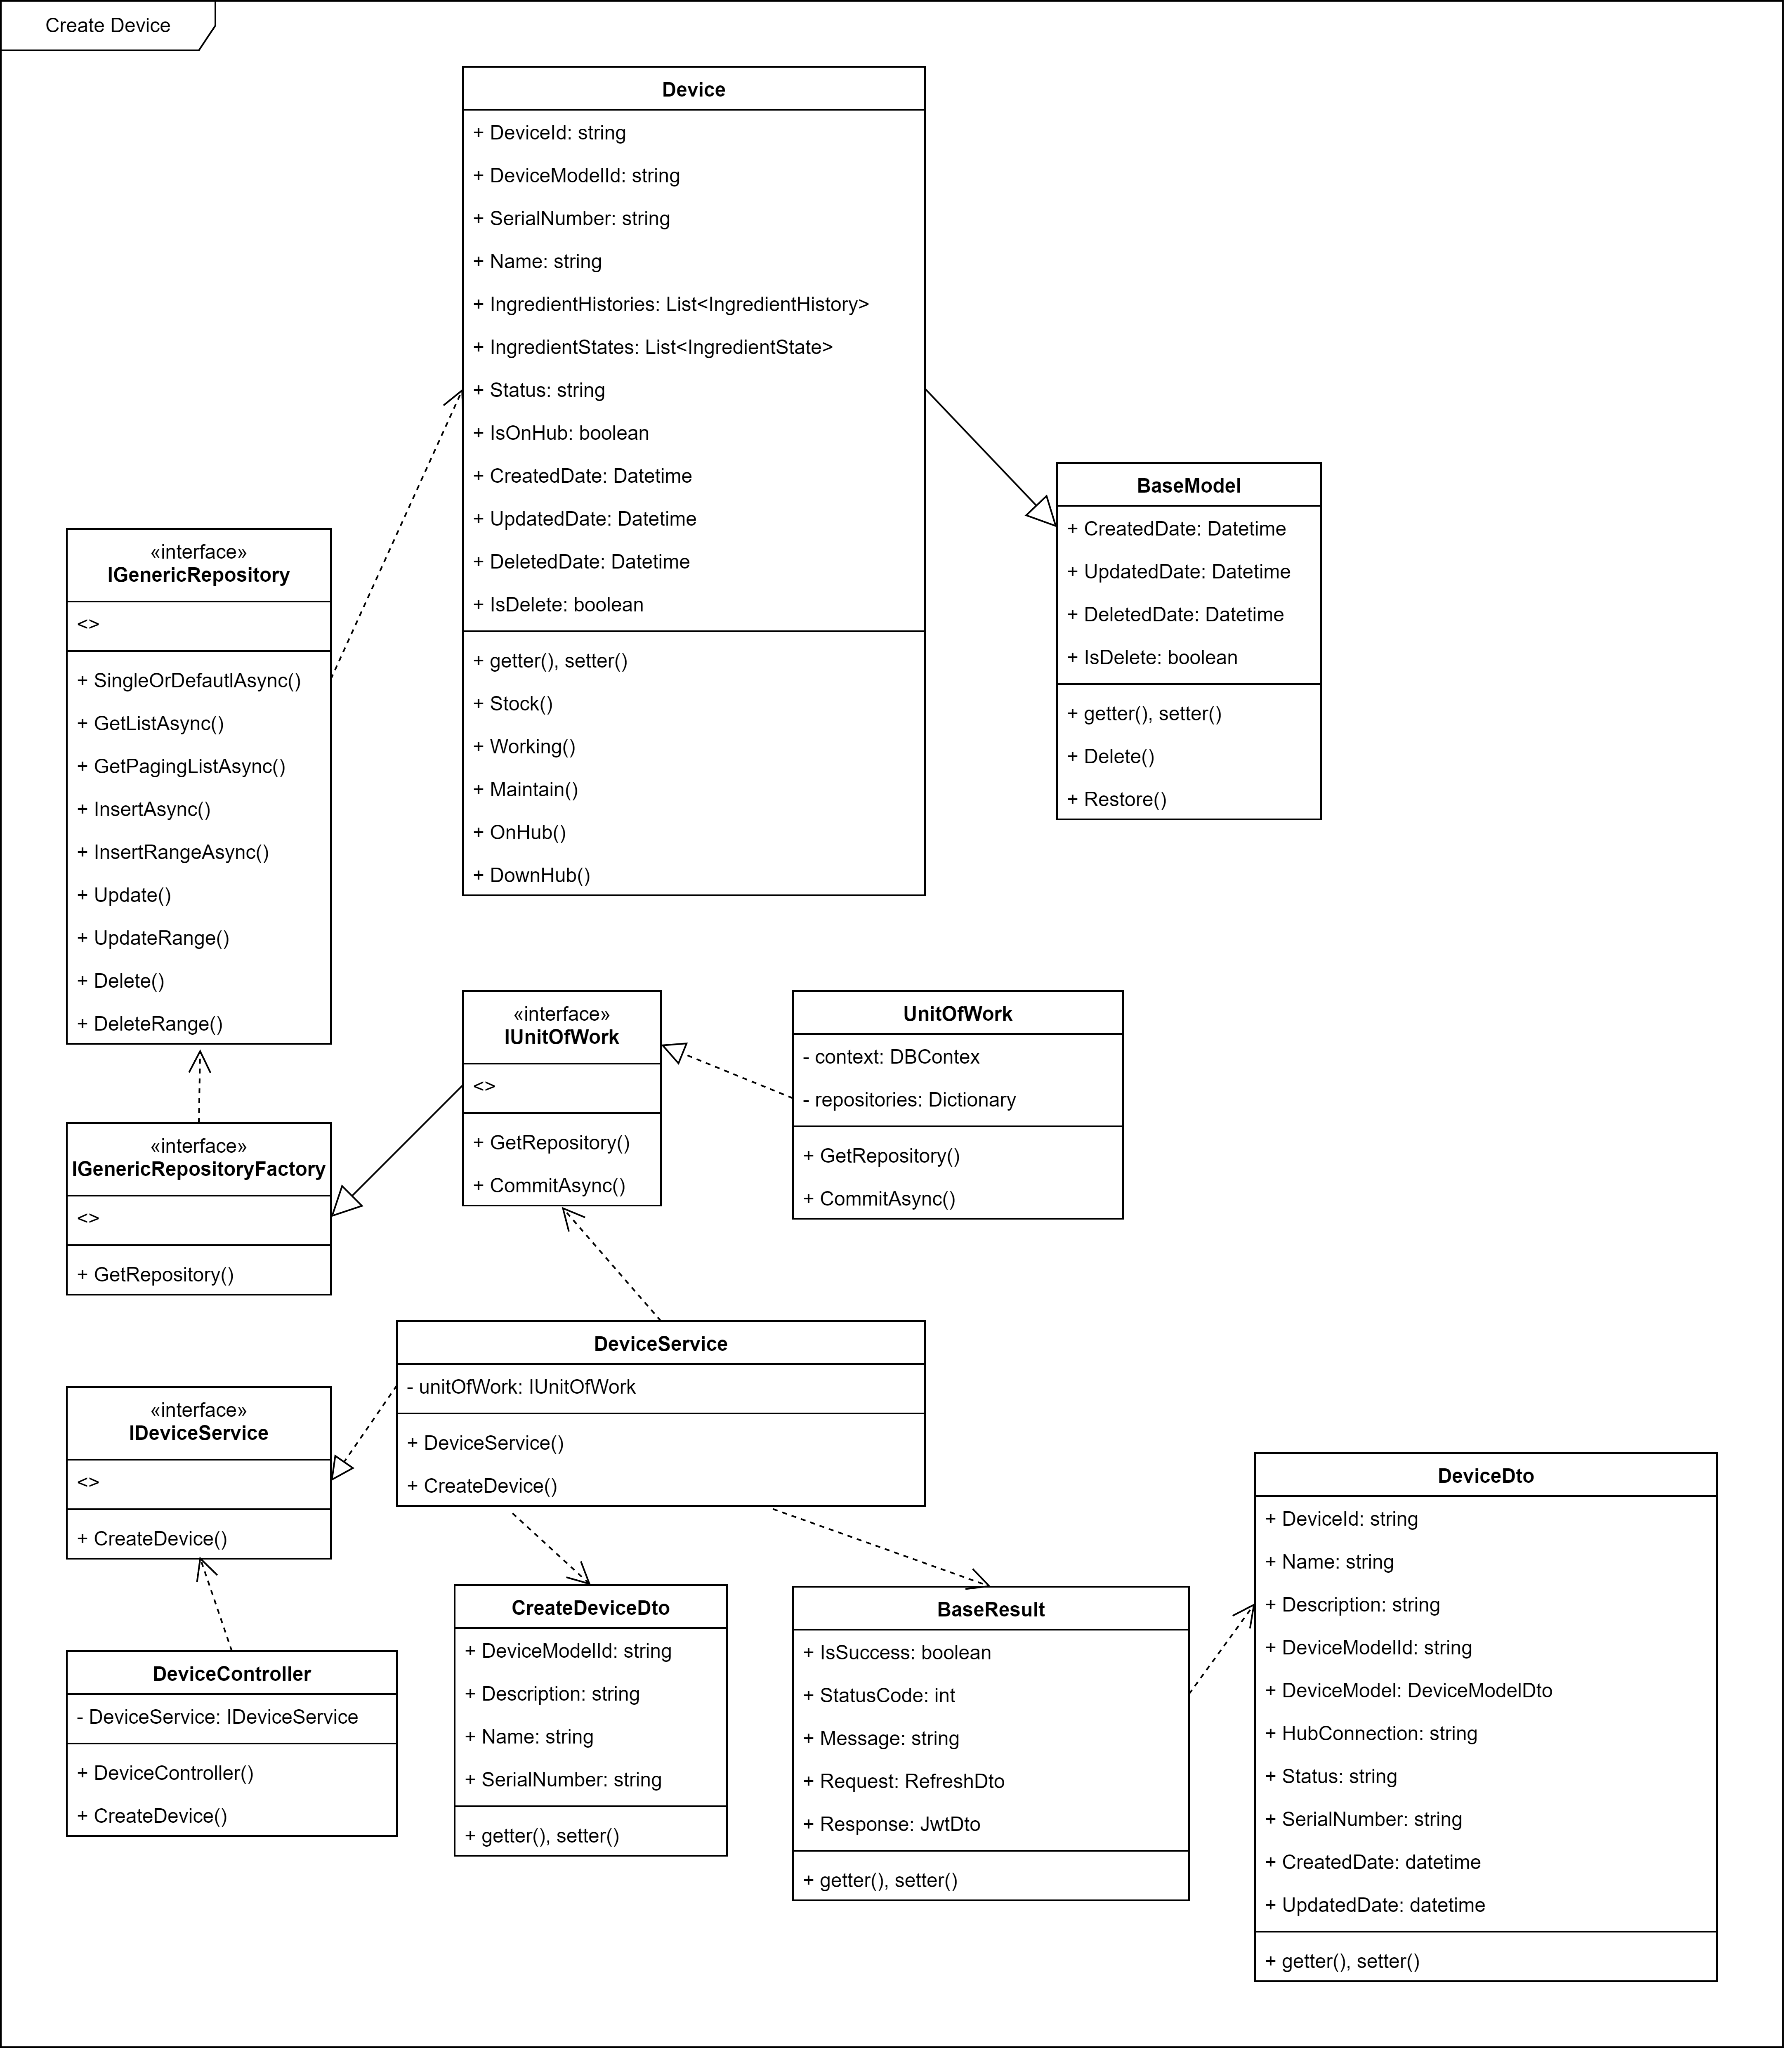 Create Device
Device
+ DeviceId: string
+ DeviceModelId: string
+ SerialNumber: string
+ Name: string
+ IngredientHistories: List<IngredientHistory>
+ IngredientStates: List<IngredientState>
+ Status: string
+ IsOnHub: boolean
+ CreatedDate: Datetime
+ UpdatedDate: Datetime
+ DeletedDate: Datetime
+ IsDelete: boolean
+ getter(), setter()
+ Stock()
+ Working()
+ Maintain()
+ OnHub()
+ DownHub()
BaseModel
+ CreatedDate: Datetime
+ UpdatedDate: Datetime
+ DeletedDate: Datetime
+ IsDelete: boolean
+ getter(), setter()
+ Delete()
+ Restore()
«interface»
IGenericRepository
<>
+ SingleOrDefautlAsync()
+ GetListAsync()
+ GetPagingListAsync()
+ InsertAsync()
+ InsertRangeAsync()
+ Update()
+ UpdateRange()
+ Delete()
+ DeleteRange()
«interface»
IUnitOfWork
<>
+ GetRepository()
+ CommitAsync()
UnitOfWork
- context: DBContex
- repositories: Dictionary
+ GetRepository()
+ CommitAsync()
«interface»
IGenericRepositoryFactory
<>
+ GetRepository()
DeviceService
- unitOfWork: IUnitOfWork
+ DeviceService()
+ CreateDevice()
«interface»
IDeviceService
<>
+ CreateDevice()
DeviceController
- DeviceService: IDeviceService
+ DeviceController()
+ CreateDevice()
CreateDeviceDto
+ DeviceModelId: string
+ Description: string
+ Name: string
+ SerialNumber: string
+ getter(), setter()
BaseResult
+ IsSuccess: boolean
+ StatusCode: int
+ Message: string
+ Request: RefreshDto
+ Response: JwtDto
+ getter(), setter()
DeviceDto
+ DeviceId: string
+ Name: string
+ Description: string
+ DeviceModelId: string
+ DeviceModel: DeviceModelDto
+ HubConnection: string
+ Status: string
+ SerialNumber: string
+ CreatedDate: datetime
+ UpdatedDate: datetime
+ getter(), setter()